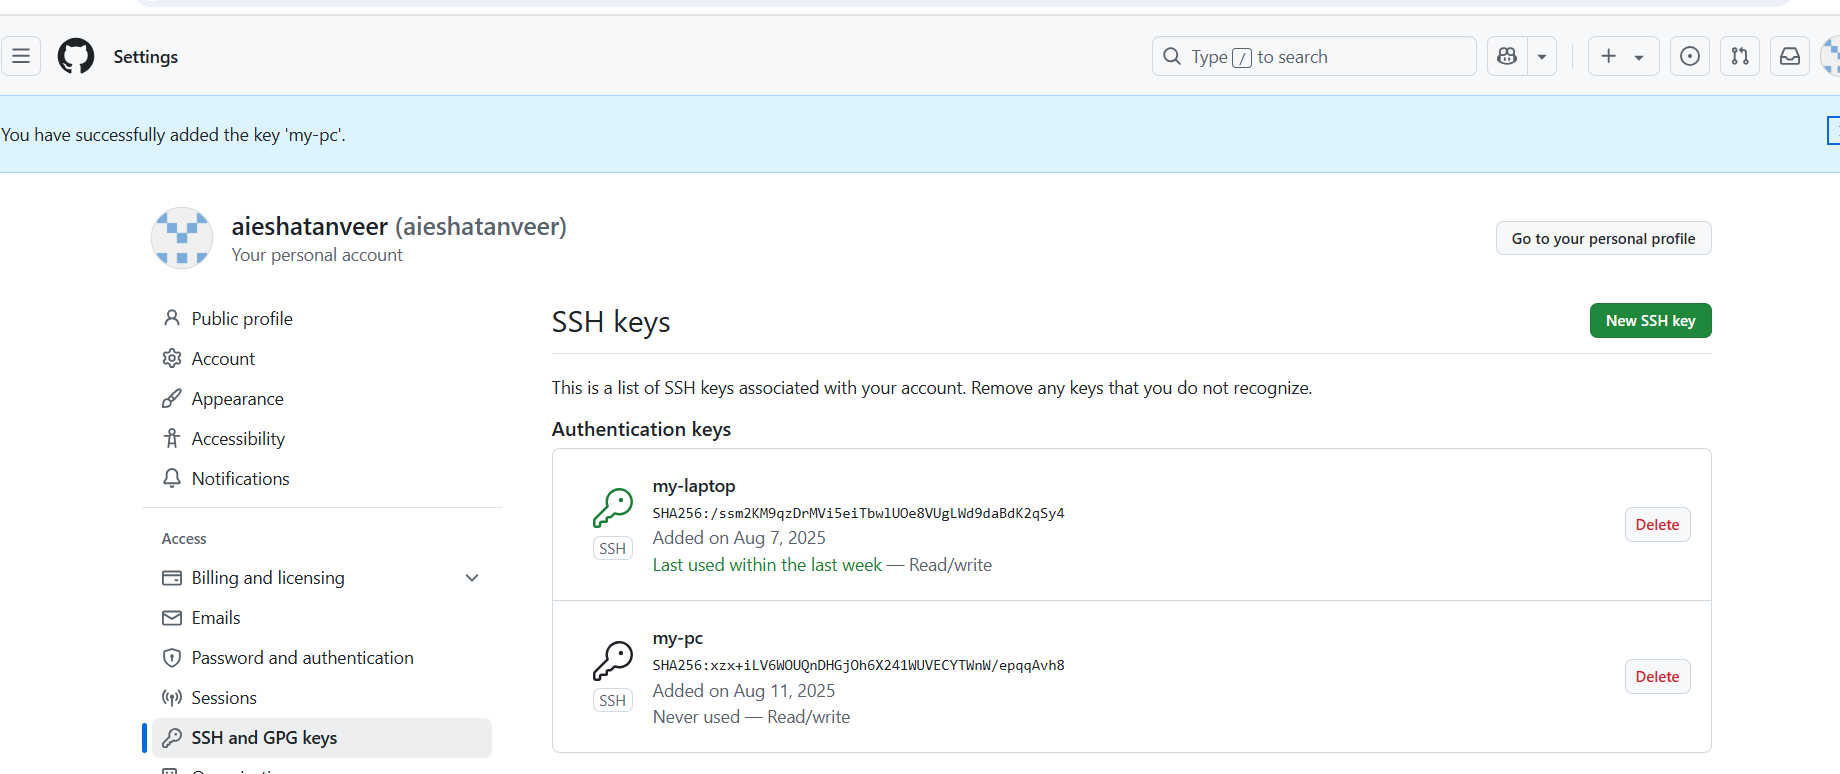 Settings
Type / to search
You have successfully added the key 'my-pc'.
aieshatanveer (aieshatanveer)
Your personal account
Go to your personal profile
Public profile
Account
Appearance
Accessibility
Notifications
Access
Billing and licensing
Emails
Password and authentication
Sessions
SSH and GPG keys
SSH keys
New SSH key
This is a list of SSH keys associated with your account. Remove any keys that you do not recognize.
Authentication keys
my-laptop
SHA256:/ssm2KM9qzDrMVi5eiTbwlUOe8VUgLWd9daBdK2qSy4
Added on Aug 7, 2025
Last used within the last week — Read/write
SSH
Delete
my-pc
SHA256:xzx+iLV6WOUQnDHGjOh6X241WUVECYTWnW/epqqAvh8
Added on Aug 11, 2025
Never used — Read/write
SSH
Delete